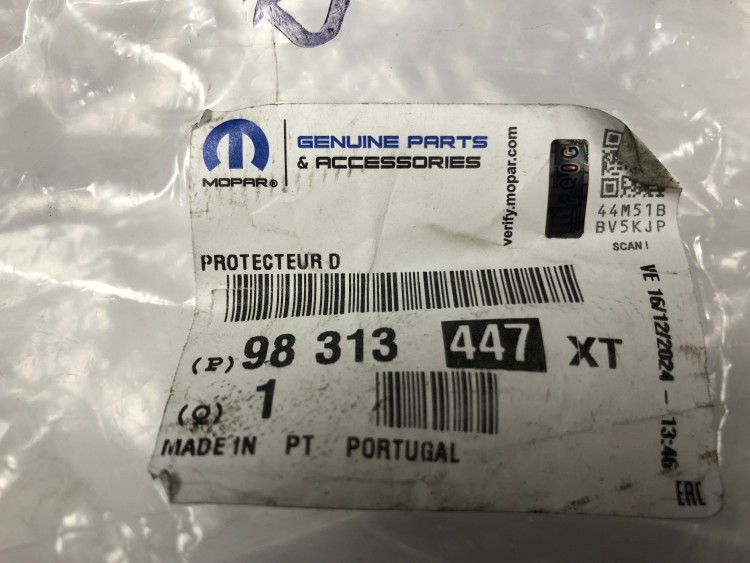 MOPAR®
GENUINE PARTS
& ACCESSORIES
verify.mopar.com
44M51B
BV5KJP
SCAN !
PROTECTEUR D
(P) 98 313 447 XT
(Q) 1
MADE IN PT PORTUGAL
VE 16/12/2024 – 13:46
EAC